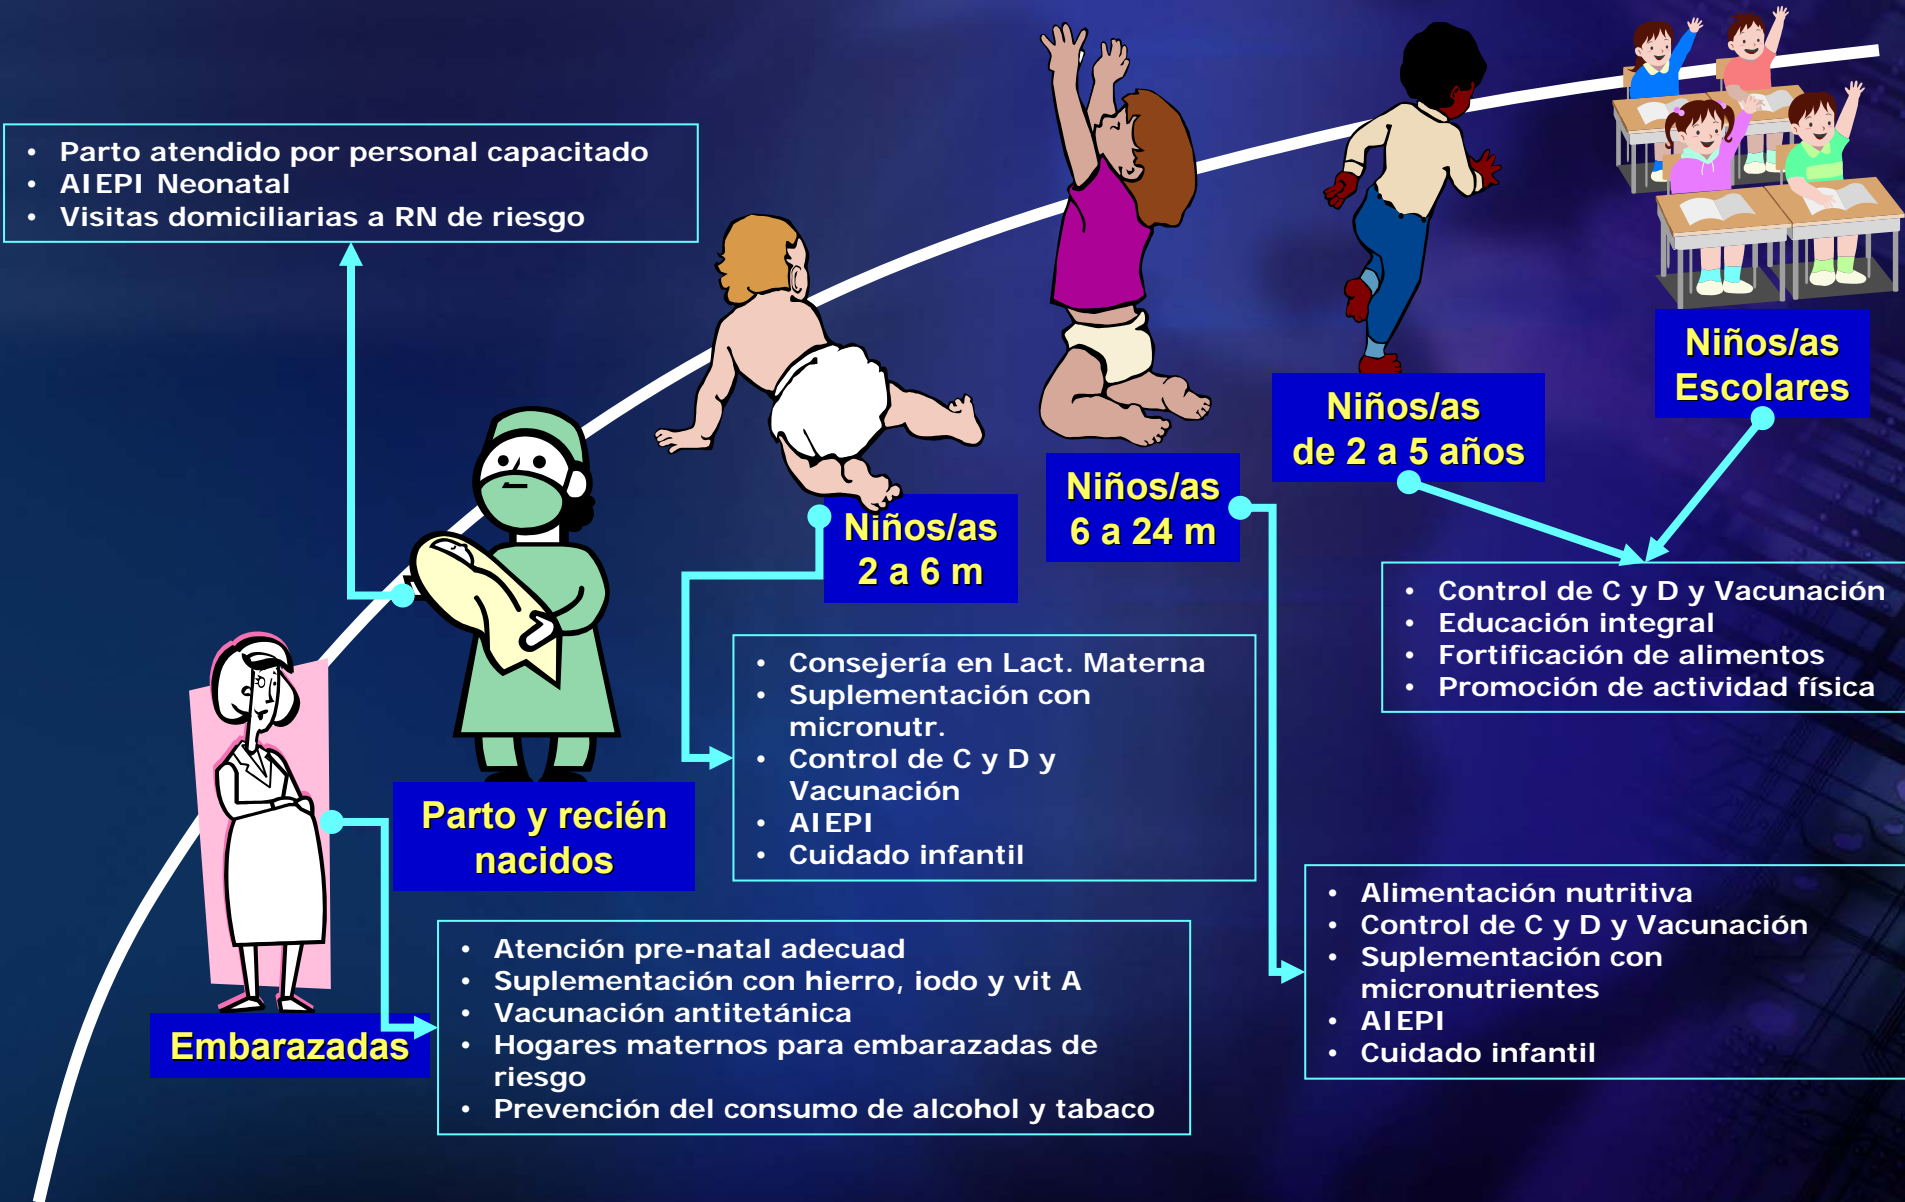 • Parto atendido por personal capacitado
• AIEPI Neonatal
• Visitas domiciliarias a RN de riesgo
Niños/as
Escolares
Niños/as
de 2 a 5 años
Niños/as
6 a 24 m
Niños/as
2 a 6 m
• Control de C y D y Vacunación
• Educación integral
• Fortificación de alimentos
• Promoción de actividad física
• Consejería en Lact. Materna
• Suplementación con
micronutr.
• Control de C y D y
Vacunación
• AIEPI
• Cuidado infantil
Parto y recién
nacidos
• Alimentación nutritiva
• Control de C y D y Vacunación
• Suplementación con
micronutrientes
• AIEPI
• Cuidado infantil
• Atención pre-natal adecuad
• Suplementación con hierro, iodo y vit A
• Vacunación antitetánica
• Hogares maternos para embarazadas de
riesgo
• Prevención del consumo de alcohol y tabaco
Embarazadas